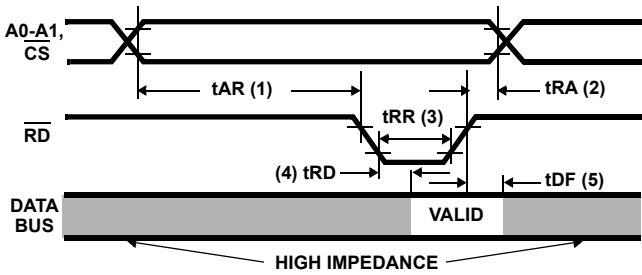 A0-A1,
CS
tAR (1)
tRA (2)
RD
tRR (3)
(4) tRD
tDF (5)
DATA
BUS
VALID
HIGH IMPEDANCE